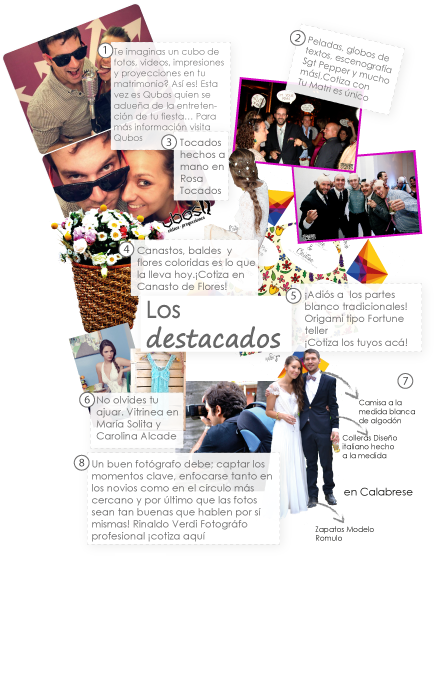 1
Te imaginas un cubo de
fotos, videos, impresiones
y proyecciones en tu
matrimonio? Así es! Esta
vez es Qubos quien se
adueña de la entreten-
ción de tu fiesta... Para
más información visita
Qubos
2
Peladas, globos de
textos, escenografía
Sgt Pepper y mucho
más!.Cotiza con
Tu Matri es único
3
Tocados
hechos a
mano en
Rosa
Tocados
4
Canastos, baldes y
flores coloridas es lo que
la lleva hoy.¡Cotiza en
Canasto de Flores!
5
¡Adiós a los partes
blanco tradicionales!
Origami tipo Fortune
teller
¡Cotiza los tuyos acá!
Los
destacados
6
No olvides tu
ajuar. Vitrinea en
María Solita y
Carolina Alcade
7
Camisa a la
medida blanca
de algodón
Colleras Diseño
italiano hecho
a la medida
en Calabrese
Zapatos Modelo
Romulo
8
Un buen fotógrafo debe; captar los
momentos clave, enfocarse tanto en
los novios como en el círculo más
cercano y por último que las fotos
sean tan buenas que hablen por si
mismas! Rinaldo Verdi Fotográfo
profesional ¡cotiza aquí